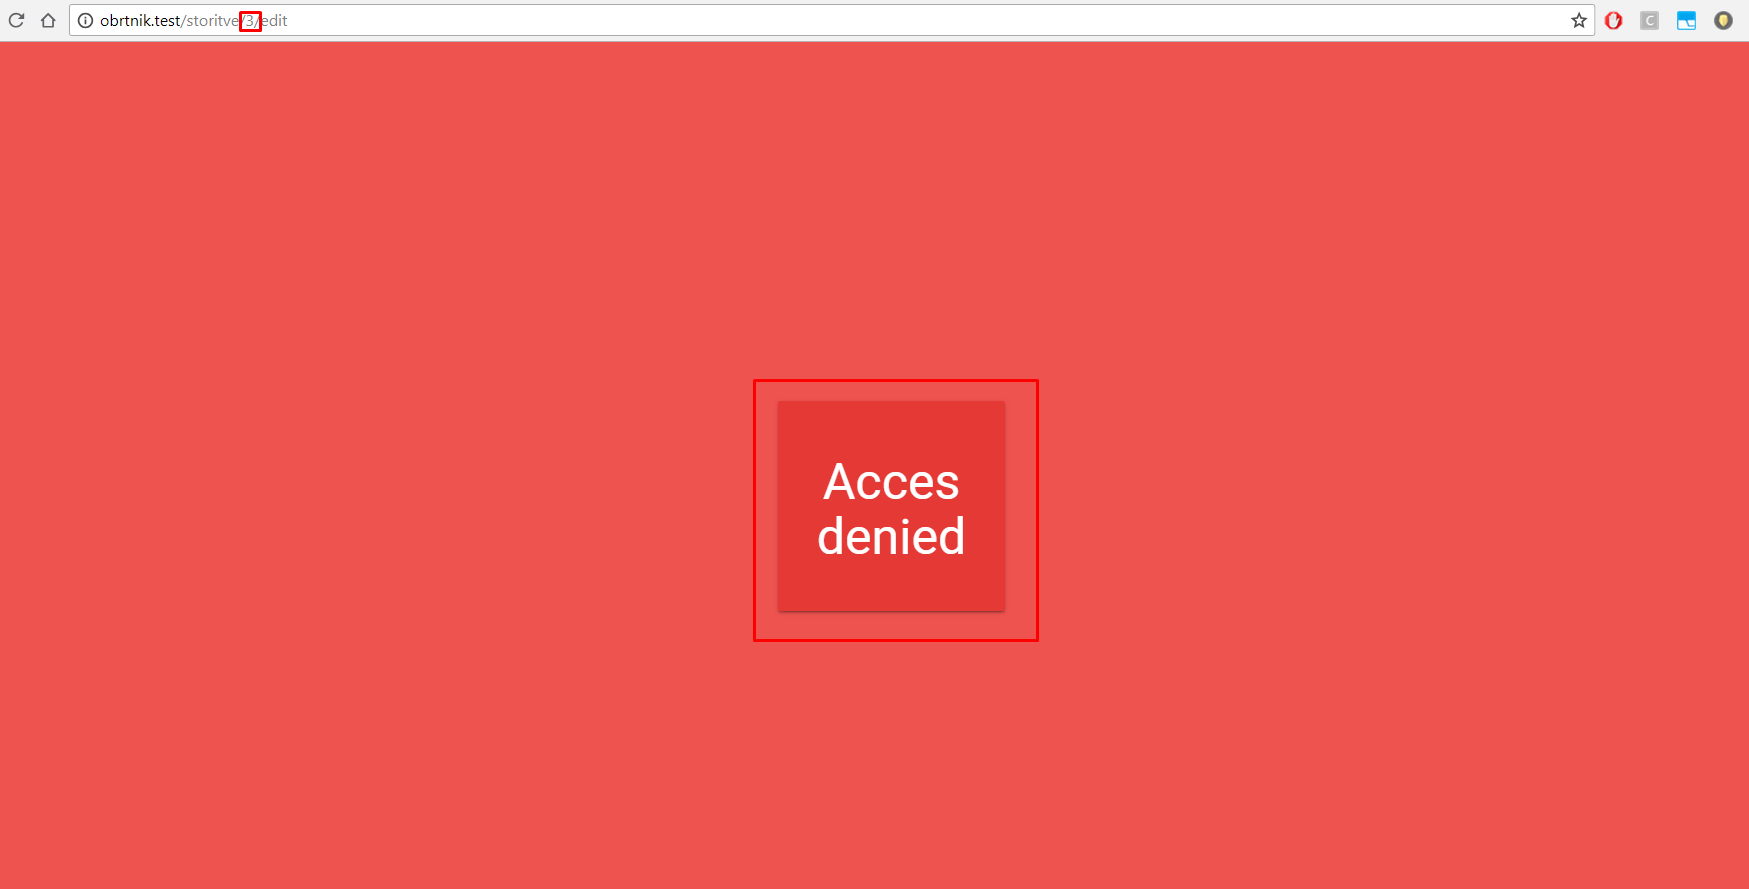 obrtnik.test/storitve/3/edit
C
Acces
denied